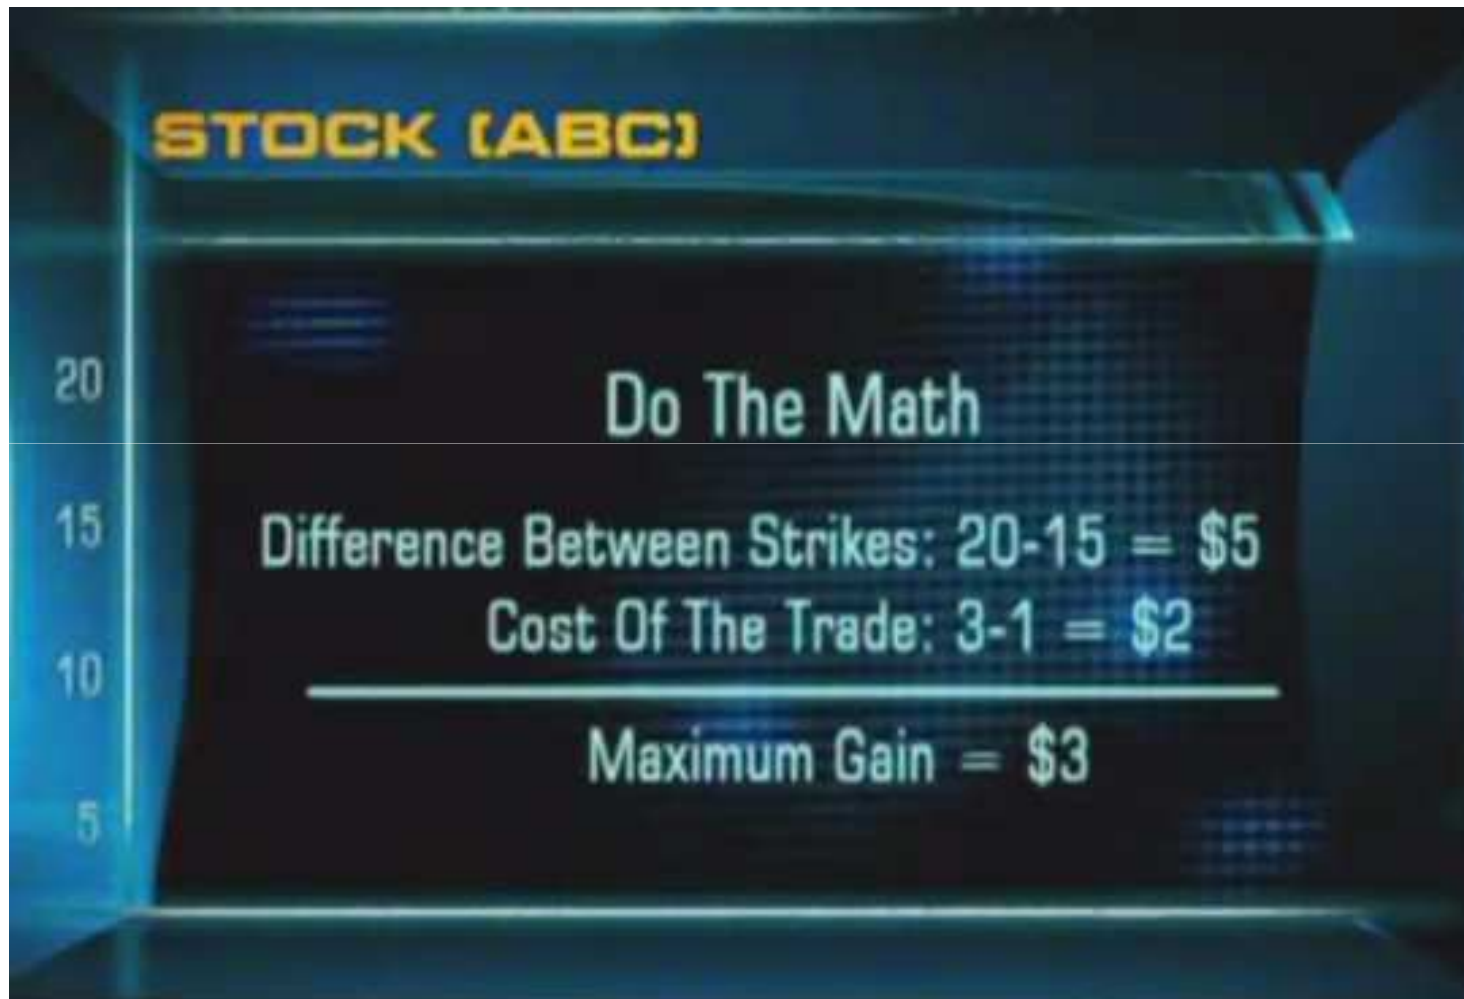 STOCK (ABC)
20
Do The Math
15
Difference Between Strikes: 20-15 = $5
Cost Of The Trade: 3-1 = $2
10
Maximum Gain = $3
5